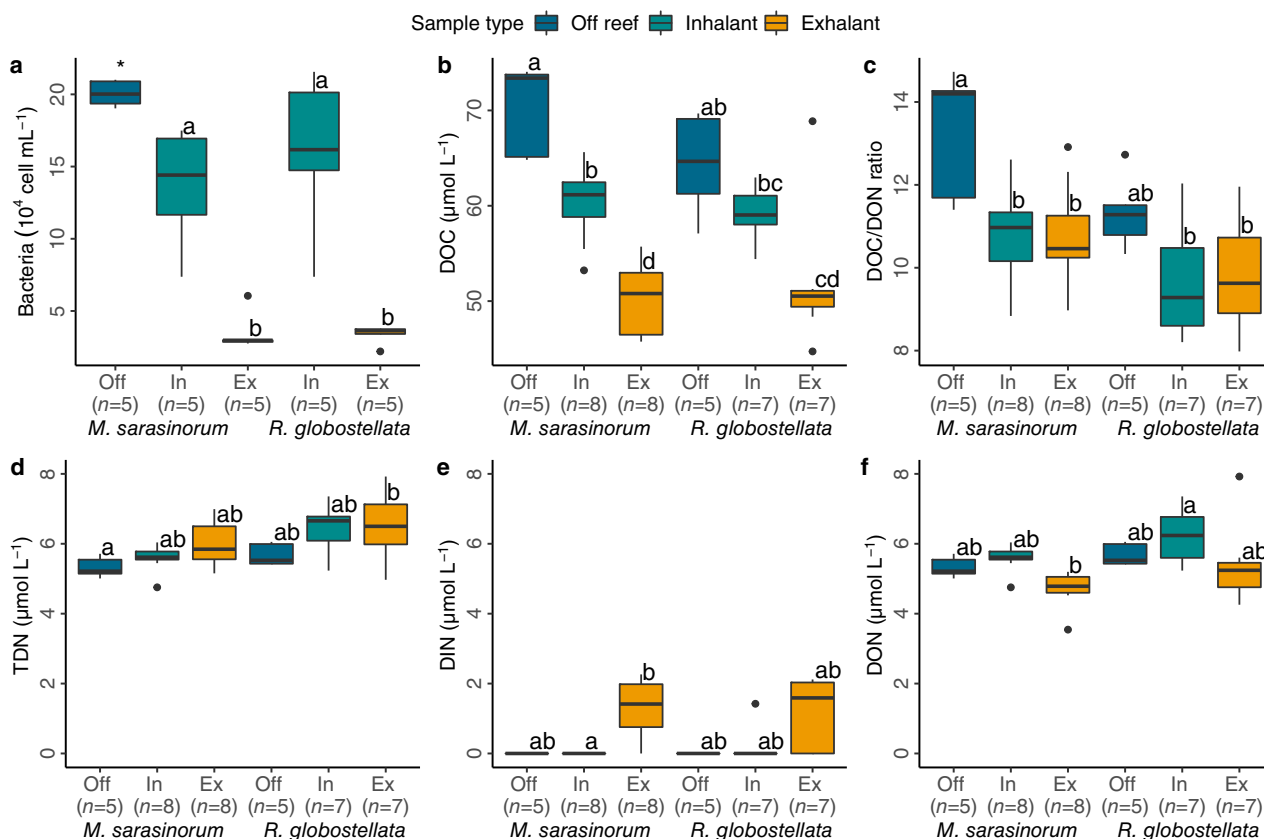 Sample type Off reef Inhalant Exhalant
a
Bacteria (10⁴ cell mL⁻¹)
20
15
5
*
a
b
a
b
Off In Ex In Ex
(n=5) (n=5) (n=5) (n=5) (n=5)
M. sarasinorum R. globostellata
b
DOC (µmol L⁻¹)
70
60
50
a
b
d
ab
bc
cd
Off In Ex Off In Ex
(n=5) (n=8) (n=8) (n=5) (n=7) (n=7)
M. sarasinorum R. globostellata
c
DOC/DON ratio
14
12
10
8
a
b
b
ab
b
b
Off In Ex Off In Ex
(n=5) (n=8) (n=8) (n=5) (n=7) (n=7)
M. sarasinorum R. globostellata
d
TDN (µmol L⁻¹)
8
6
4
2
0
a
ab
ab
ab
ab
b
Off In Ex Off In Ex
(n=5) (n=8) (n=8) (n=5) (n=7) (n=7)
M. sarasinorum R. globostellata
e
DIN (µmol L⁻¹)
8
6
4
2
0
ab
a
b
ab
ab
ab
Off In Ex Off In Ex
(n=5) (n=8) (n=8) (n=5) (n=7) (n=7)
M. sarasinorum R. globostellata
f
DON (µmol L⁻¹)
8
6
4
2
0
ab
ab
b
ab
a
ab
Off In Ex Off In Ex
(n=5) (n=8) (n=8) (n=5) (n=7) (n=7)
M. sarasinorum R. globostellata